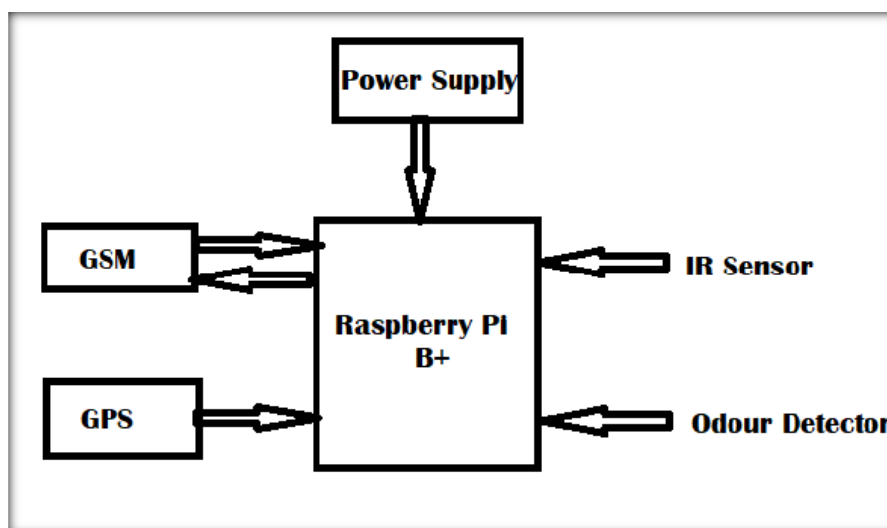 Power Supply
GSM
IR Sensor
Raspberry Pi
B+
GPS
Odour Detector